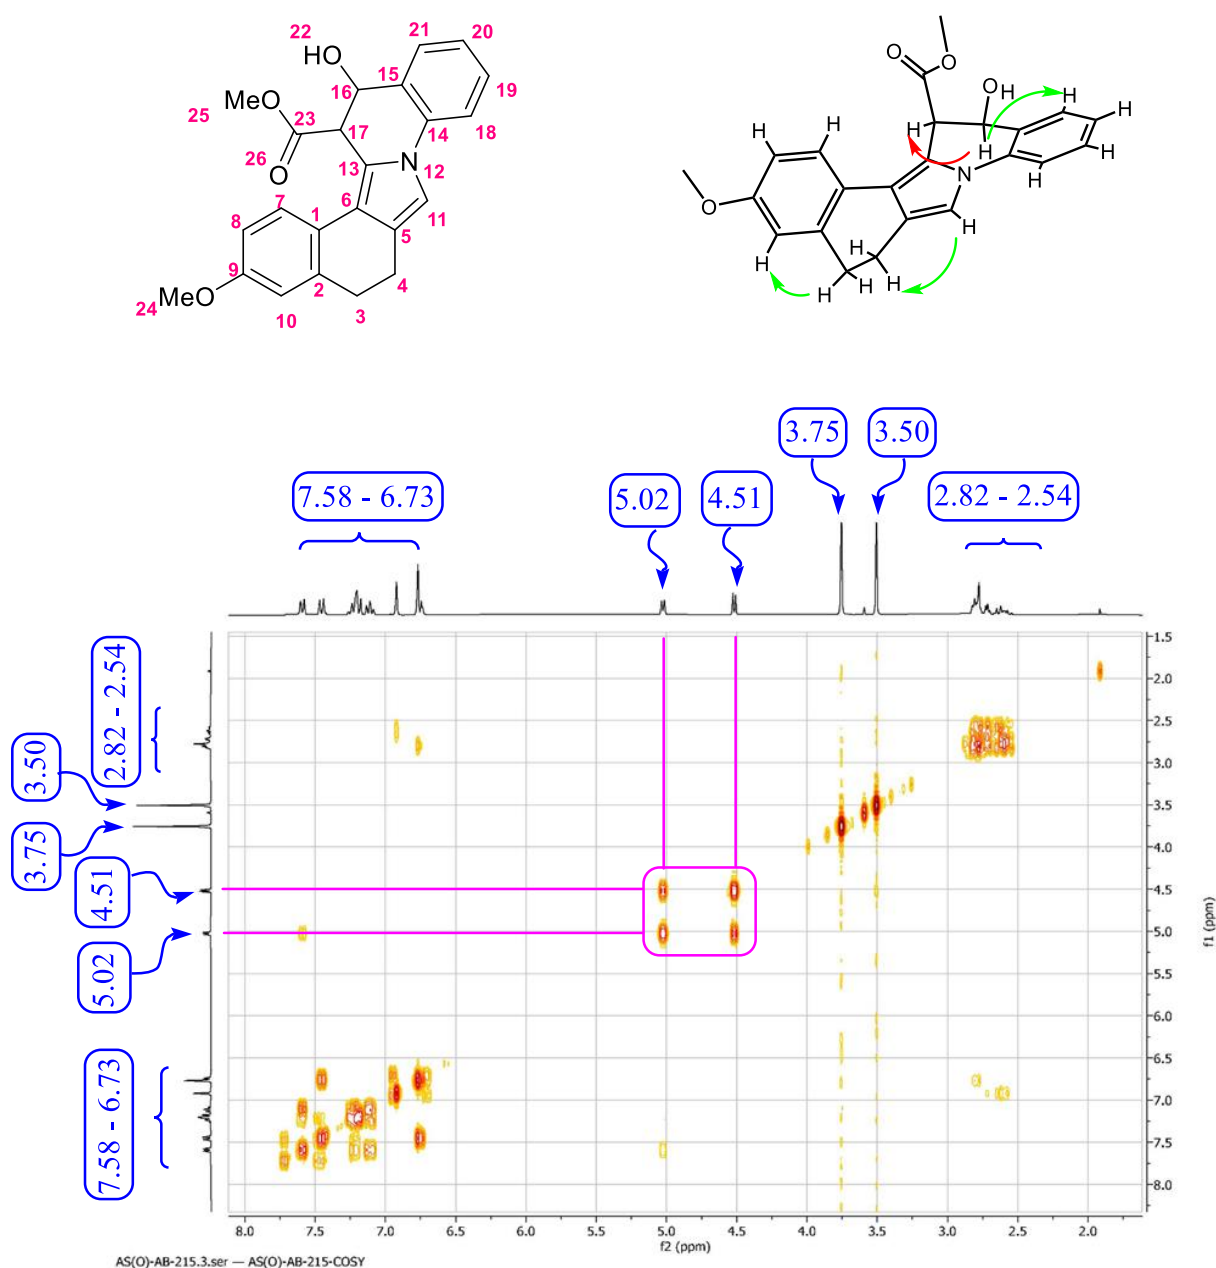 22
HO
21
20
15
16
19
MeO
25
23
17
14
18
26
O
13
N
12
7
6
11
8
1
5
9
2
4
MeO
24
10
3
O
O
O
H
H
H
H
H
H
H
H
N
H
H
O
H
H
H
H
H
H
3.75
3.50
7.58 - 6.73
5.02
4.51
2.82 - 2.54
2.82 - 2.54
3.50
3.75
4.51
5.02
7.58 - 6.73
1.5
2.0
2.5
3.0
3.5
4.0
4.5
5.0
5.5
6.0
6.5
7.0
7.5
8.0
f1 (ppm)
8.0 7.5 7.0 6.5 6.0 5.5 5.0 4.5 4.0 3.5 3.0 2.5 2.0
f2 (ppm)
AS(O)-AB-215.3.ser — AS(O)-AB-215-COSY